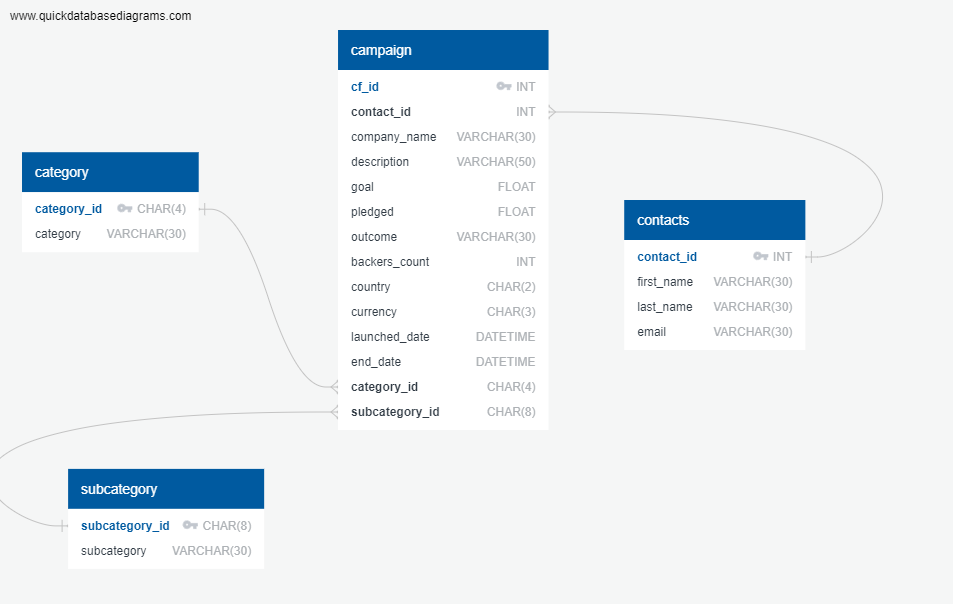 www.quickdatabasediagrams.com
campaign
cf_id INT
contact_id INT
company_name VARCHAR(30)
description VARCHAR(50)
goal FLOAT
pledged FLOAT
outcome VARCHAR(30)
backers_count INT
country CHAR(2)
currency CHAR(3)
launched_date DATETIME
end_date DATETIME
category_id CHAR(4)
subcategory_id CHAR(8)
category
category_id CHAR(4)
category VARCHAR(30)
contacts
contact_id INT
first_name VARCHAR(30)
last_name VARCHAR(30)
email VARCHAR(30)
subcategory
subcategory_id CHAR(8)
subcategory VARCHAR(30)